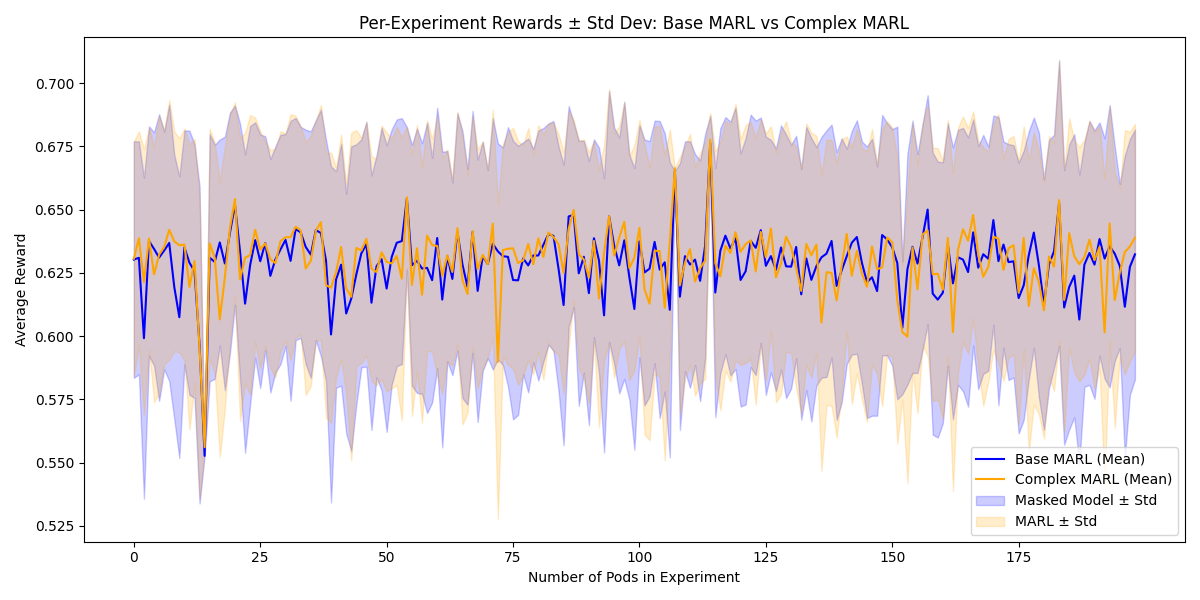 Per-Experiment Rewards ± Std Dev: Base MARL vs Complex MARL
Average Reward
0.700
0.675
0.650
0.625
0.600
0.575
0.550
0.525
Base MARL (Mean)
Complex MARL (Mean)
Masked Model ± Std
MARL ± Std
0 25 50 75 100 125 150 175
Number of Pods in Experiment